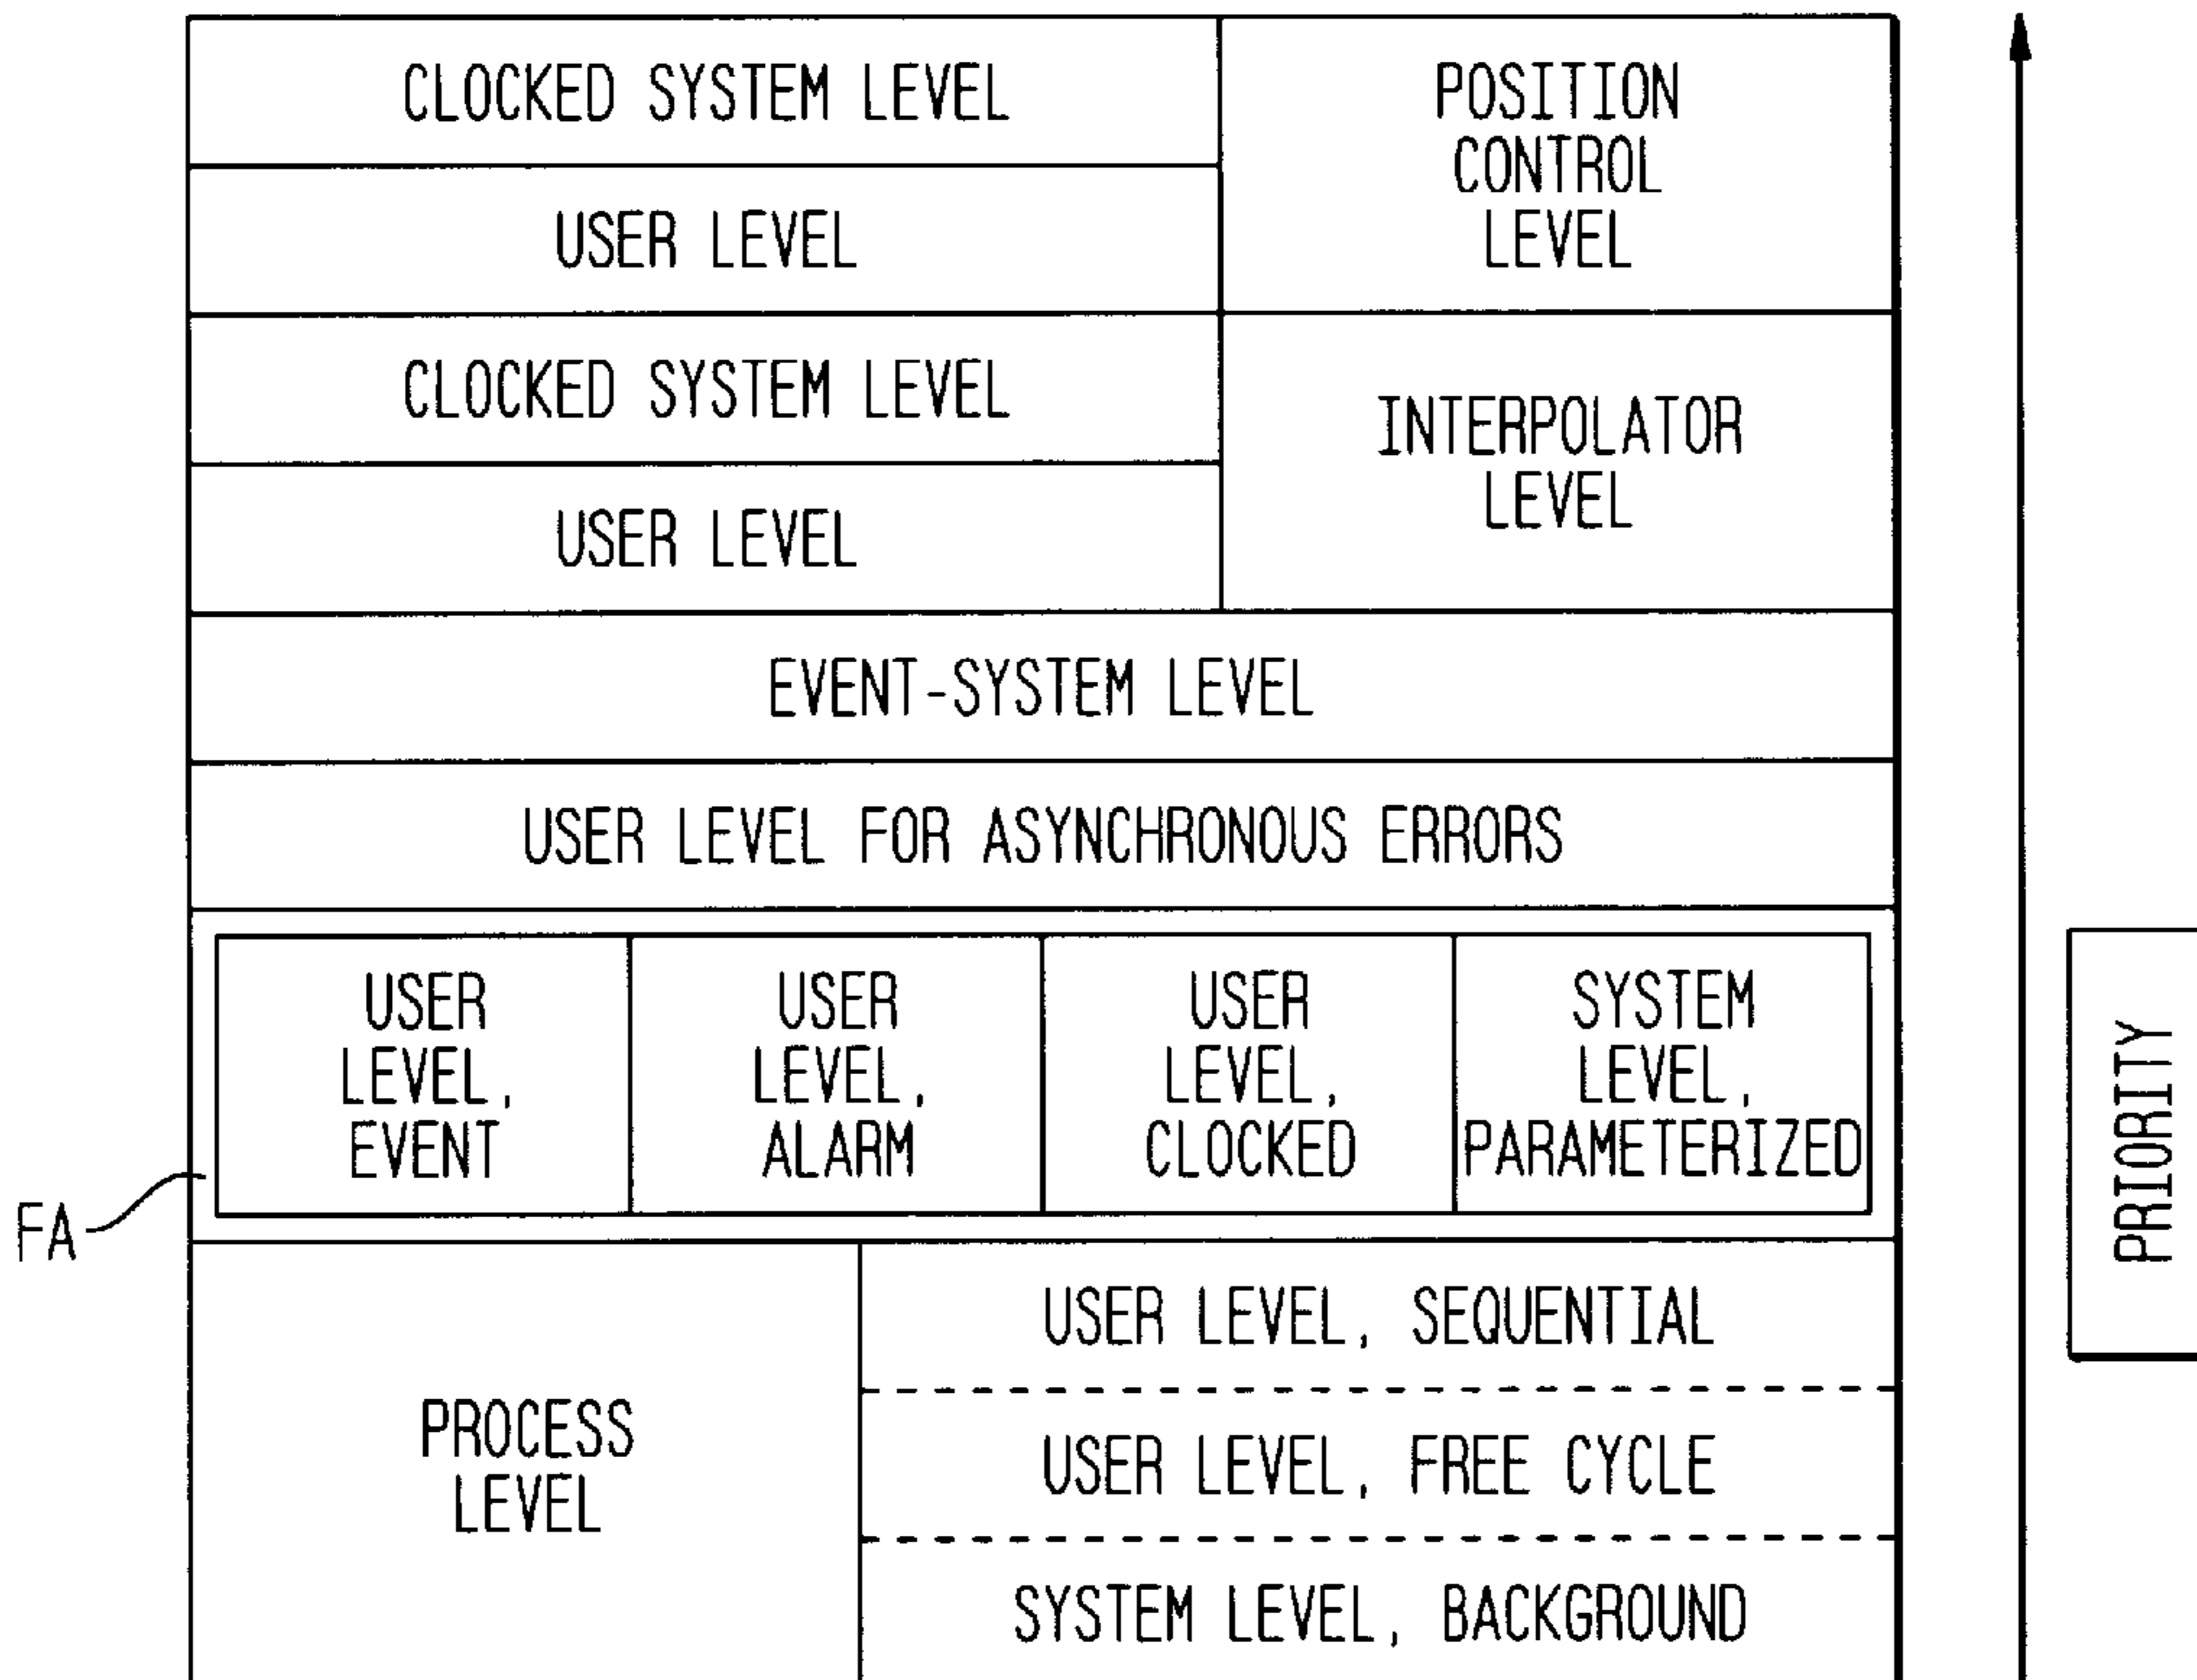 CLOCKED SYSTEM LEVEL
POSITION
CONTROL
LEVEL
USER LEVEL
CLOCKED SYSTEM LEVEL
INTERPOLATOR
LEVEL
USER LEVEL
EVENT-SYSTEM LEVEL
USER LEVEL FOR ASYNCHRONOUS ERRORS
USER
LEVEL,
EVENT
USER
LEVEL,
ALARM
USER
LEVEL,
CLOCKED
SYSTEM
LEVEL,
PARAMETERIZED
FA
PRIORITY
PROCESS
LEVEL
USER LEVEL, SEQUENTIAL
USER LEVEL, FREE CYCLE
SYSTEM LEVEL, BACKGROUND